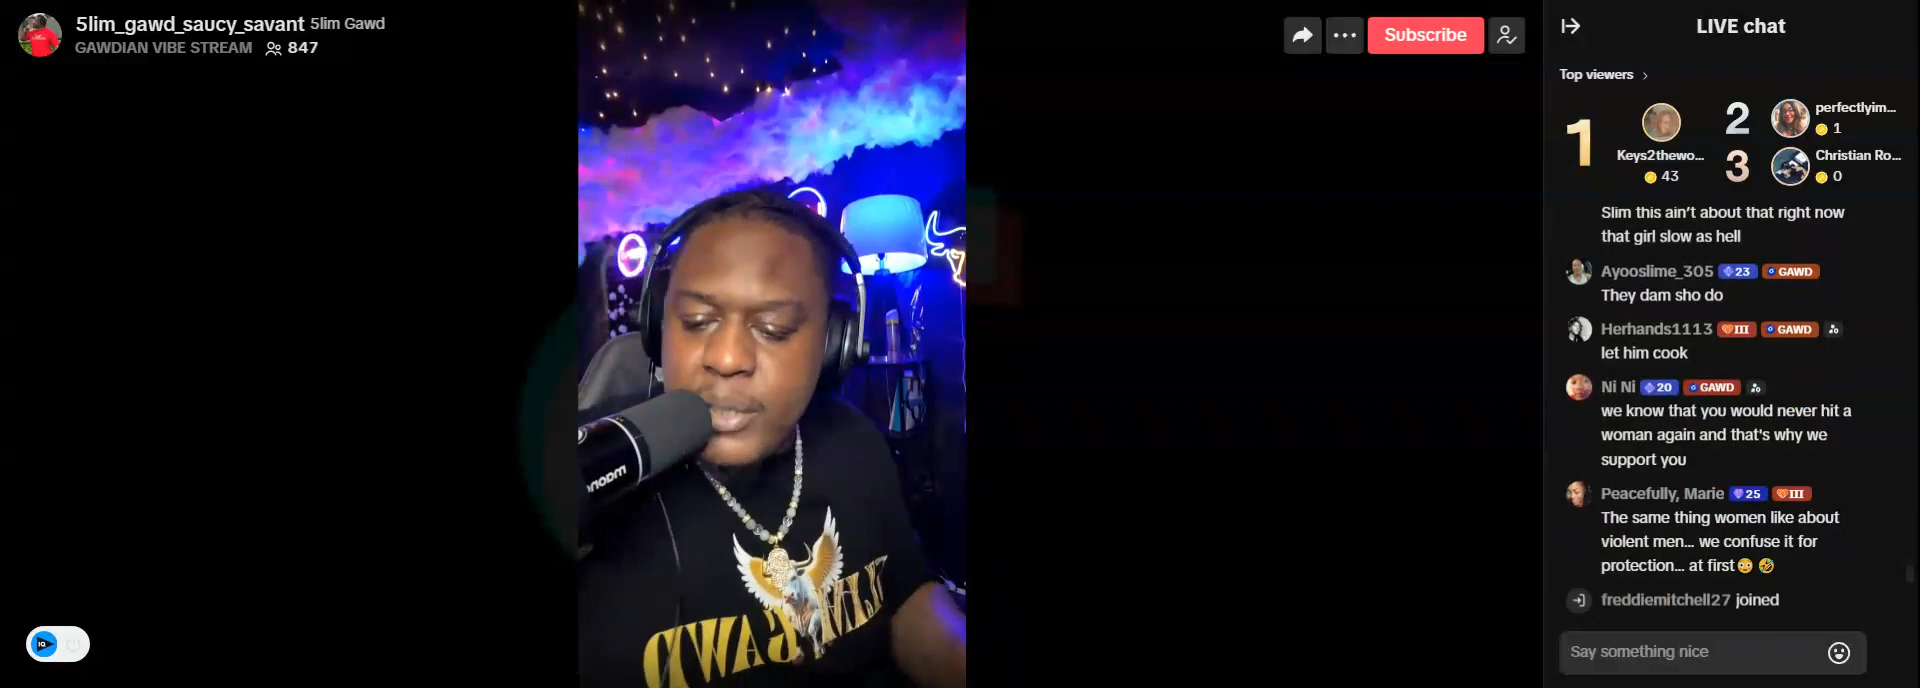 5lim_gawd_saucy_savant 5lim Gawd
GAWDIAN VIBE STREAM 847
Subscribe
LIVE chat
Top viewers
1
Keys2thewo...
43
2
perfectlyim...
1
3
Christian Ro...
0
Slim this ain't about that right now
that girl slow as hell
Ayooslime_305 23 GAWD
They dam sho do
Herhands1113 III GAWD
let him cook
Ni Ni 20 GAWD
we know that you would never hit a
woman again and that's why we
support you
Peacefully, Marie 25 III
The same thing women like about
violent men... we confuse it for
protection... at first😳 🤣
freddiemitchell27 joined
Say something nice
maono
5LIM GAWD